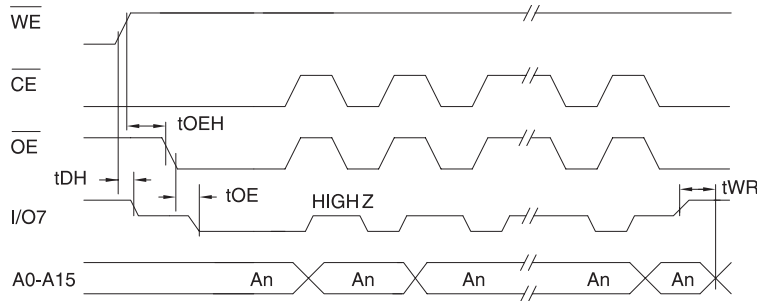 WE
CE
tOEH
OE
tDH
tOE
tWR
I/O7
HIGH Z
A0-A15 An An An An An